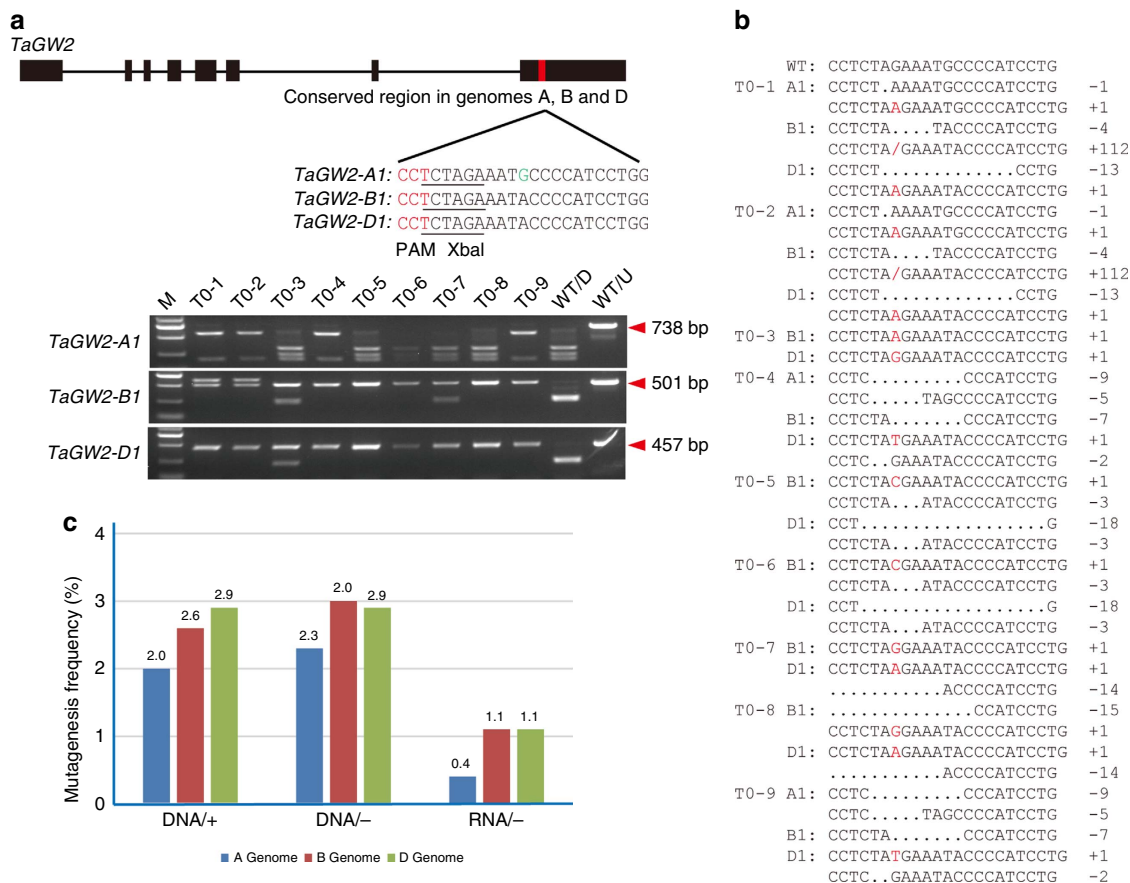 a
TaGW2
Conserved region in genomes A, B and D
TaGW2-A1: CCTCTAGAAATGCCCCATCCTGG
TaGW2-B1: CCTCTAGAAATACCCCATCCTGG
TaGW2-D1: CCTCTAGAAATACCCCATCCTGG
PAM XbaI
M T0-1 T0-2 T0-3 T0-4 T0-5 T0-6 T0-7 T0-8 T0-9 WT/D WT/U
TaGW2-A1 738 bp
TaGW2-B1 501 bp
TaGW2-D1 457 bp
b
WT: CCTCTAGAAATGCCCCATCCTG
T0-1 A1: CCTCT.AAAATGCCCCATCCTG -1
CCTCTAAGAAATGCCCCATCCTG +1
B1: CCTCTA....TACCCCATCCTG -4
CCTCTA/GAAATACCCCATCCTG +112
D1: CCTCT.............CCTG -13
CCTCTAAGAAATACCCCATCCTG +1
T0-2 A1: CCTCT.AAAATGCCCCATCCTG -1
CCTCTAAGAAATGCCCCATCCTG +1
B1: CCTCTA....TACCCCATCCTG -4
CCTCTA/GAAATACCCCATCCTG +112
D1: CCTCT.............CCTG -13
CCTCTAAGAAATACCCCATCCTG +1
T0-3 B1: CCTCTAAGAAATACCCCATCCTG +1
D1: CCTCTAGGAAATACCCCATCCTG +1
T0-4 A1: CCTC.........CCCATCCTG -9
CCTC.....TAGCCCCATCCTG -5
B1: CCTCTA.......CCCATCCTG -7
D1: CCTCTATGAAATACCCCATCCTG +1
CCTC..GAAATACCCCATCCTG -2
T0-5 B1: CCTCTACGAAATACCCCATCCTG +1
CCTCTA...ATACCCCATCCTG -3
D1: CCT..................G -18
CCTCTA...ATACCCCATCCTG -3
T0-6 B1: CCTCTACGAAATACCCCATCCTG +1
CCTCTA...ATACCCCATCCTG -3
D1: CCT..................G -18
CCTCTA...ATACCCCATCCTG -3
T0-7 B1: CCTCTAGGAAATACCCCATCCTG +1
D1: CCTCTAAGAAATACCCCATCCTG +1
...........ACCCCATCCTG -14
T0-8 B1: ..............CCATCCTG -15
CCTCTAGGAAATACCCCATCCTG +1
D1: CCTCTAAGAAATACCCCATCCTG +1
...........ACCCCATCCTG -14
T0-9 A1: CCTC.........CCCATCCTG -9
CCTC.....TAGCCCCATCCTG -5
B1: CCTCTA.......CCCATCCTG -7
D1: CCTCTATGAAATACCCCATCCTG +1
CCTC..GAAATACCCCATCCTG -2
c
Mutagenesis frequency (%)
4
3
2
1
0
2.0 2.6 2.9
2.3 2.0 2.9
0.4 1.1 1.1
DNA/+ DNA/– RNA/–
A Genome B Genome D Genome